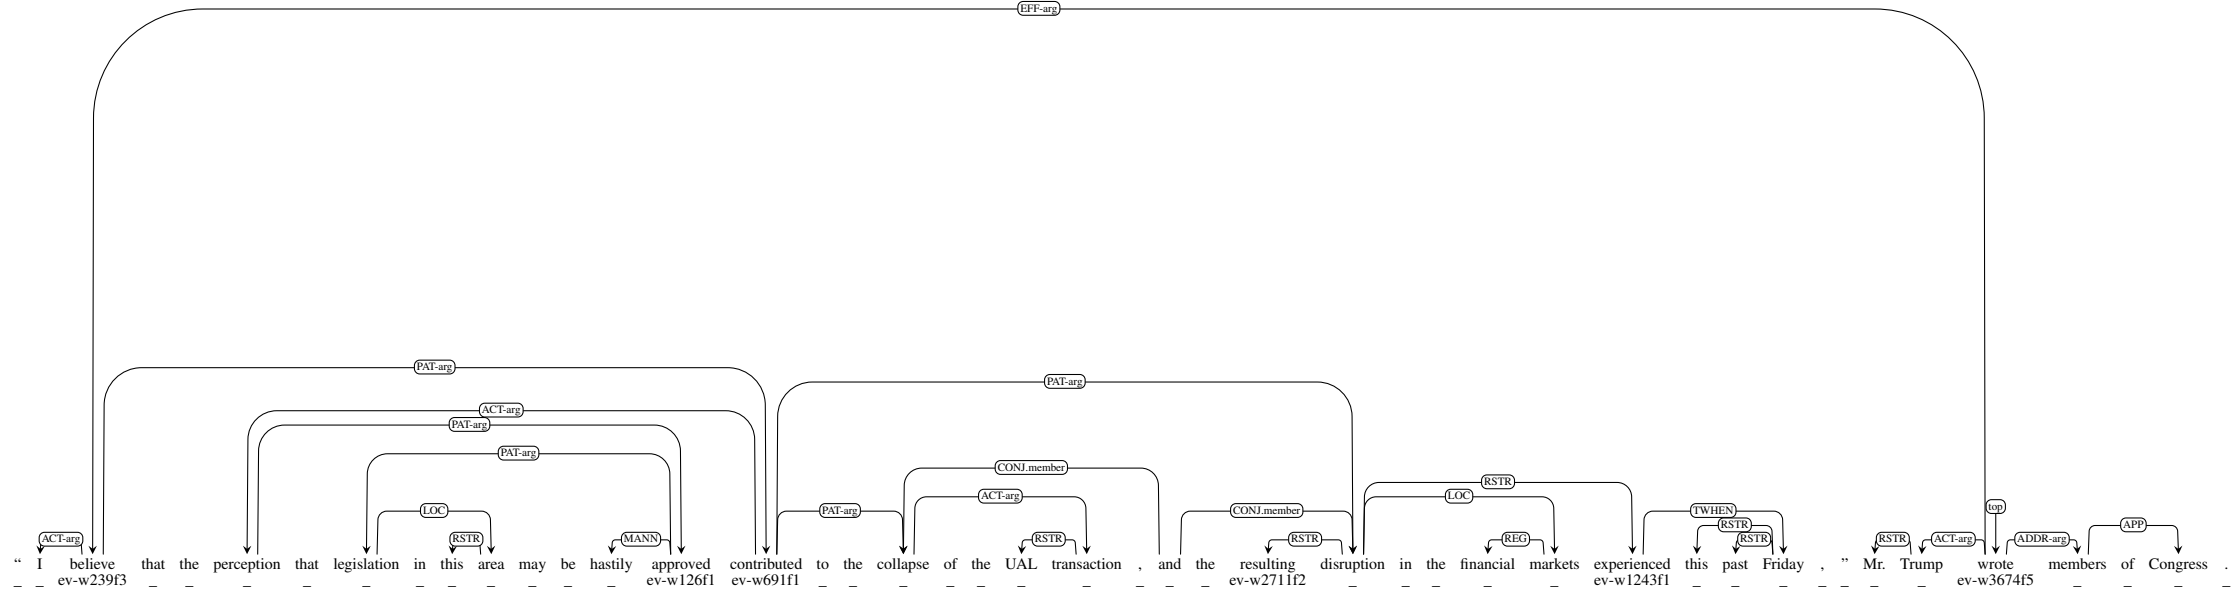 EFF-arg
PAT-arg
PAT-arg
ACT-arg
PAT-arg
PAT-arg
CONJ.member
RSTR
LOC
ACT-arg
LOC
PAT-arg
CONJ.member
TWHEN
top
RSTR
APP
ACT-arg
RSTR
MANN
RSTR
RSTR
REG
RSTR
RSTR
ACT-arg
ADDR-arg
“ I believe that the perception that legislation in this area may be hastily approved contributed to the collapse of the UAL transaction , and the resulting disruption in the financial markets experienced this past Friday , ” Mr. Trump wrote members of Congress .
_ _ ev-w239f3 _ _ _ _ _ _ _ _ _ _ _ ev-w126f1 ev-w691f1 _ _ _ _ _ _ _ _ _ _ ev-w2711f2 _ _ _ _ _ ev-w1243f1 _ _ _ _ _ _ _ ev-w3674f5 _ _ _ _